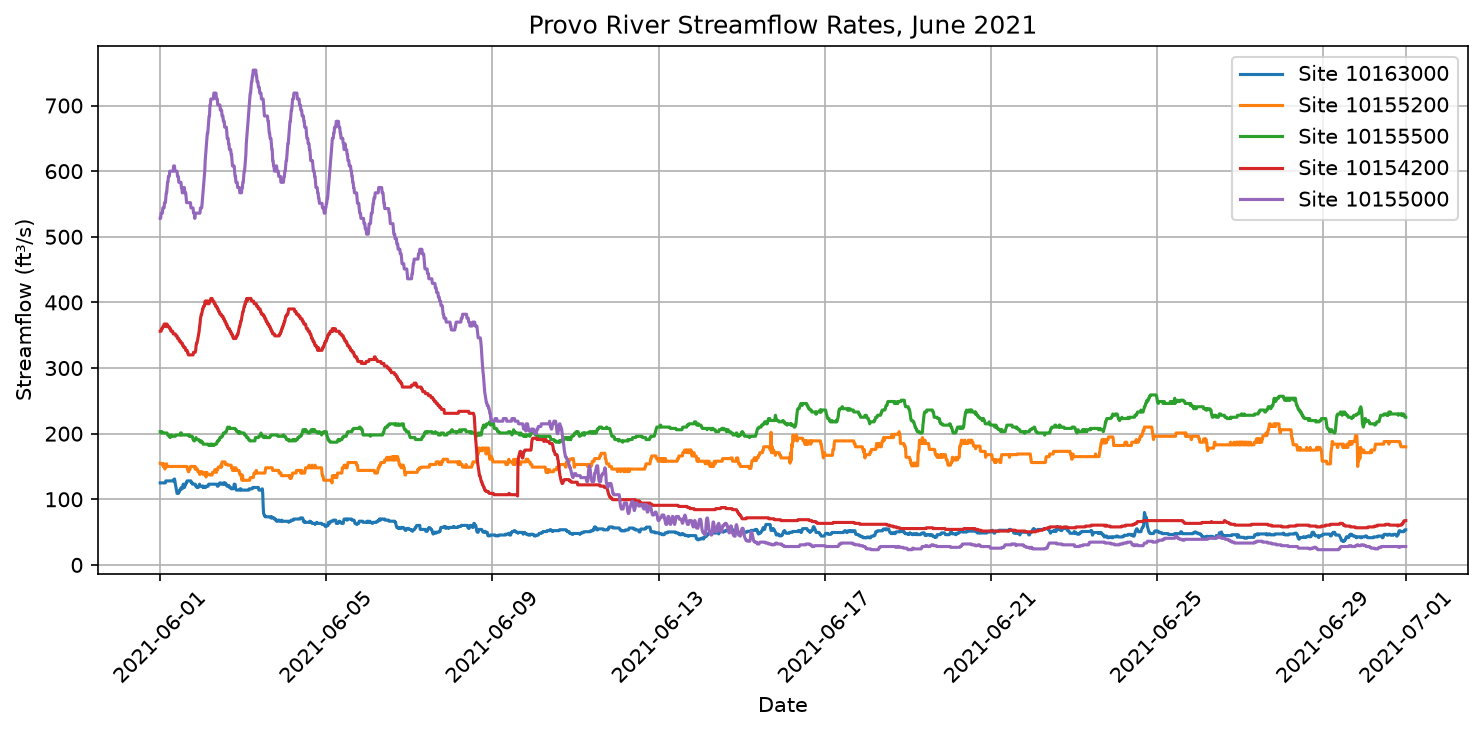 Provo River Streamflow Rates, June 2021
Streamflow (ft³/s)
700
600
500
400
300
200
100
0
Site 10163000
Site 10155200
Site 10155500
Site 10154200
Site 10155000
2021-06-01
2021-06-05
2021-06-09
2021-06-13
2021-06-17
2021-06-21
2021-06-25
2021-06-29
2021-07-01
Date